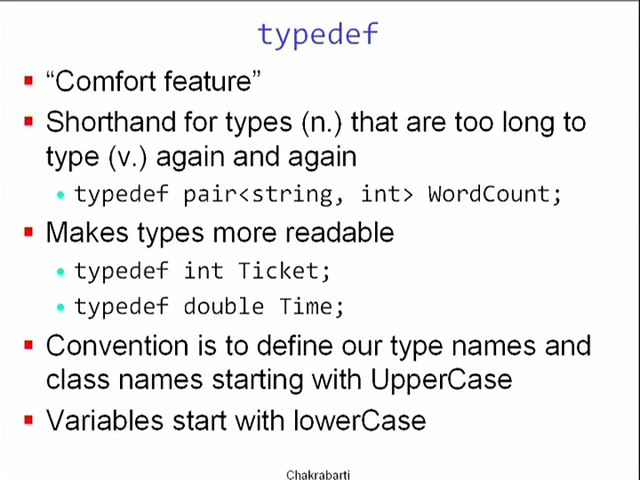 typedef
“Comfort feature”
Shorthand for types (n.) that are too long to
type (v.) again and again
typedef pair<string, int> WordCount;
Makes types more readable
typedef int Ticket;
typedef double Time;
Convention is to define our type names and
class names starting with UpperCase
Variables start with lowerCase
Chakrabarti